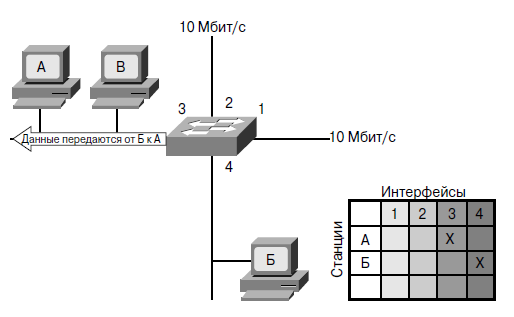 10 Мбит/с
А
В
3
2
1
Данные передаются от Б к А
10 Мбит/с
4
Б
Интерфейсы
Станции
1 2 3 4
А X
Б X